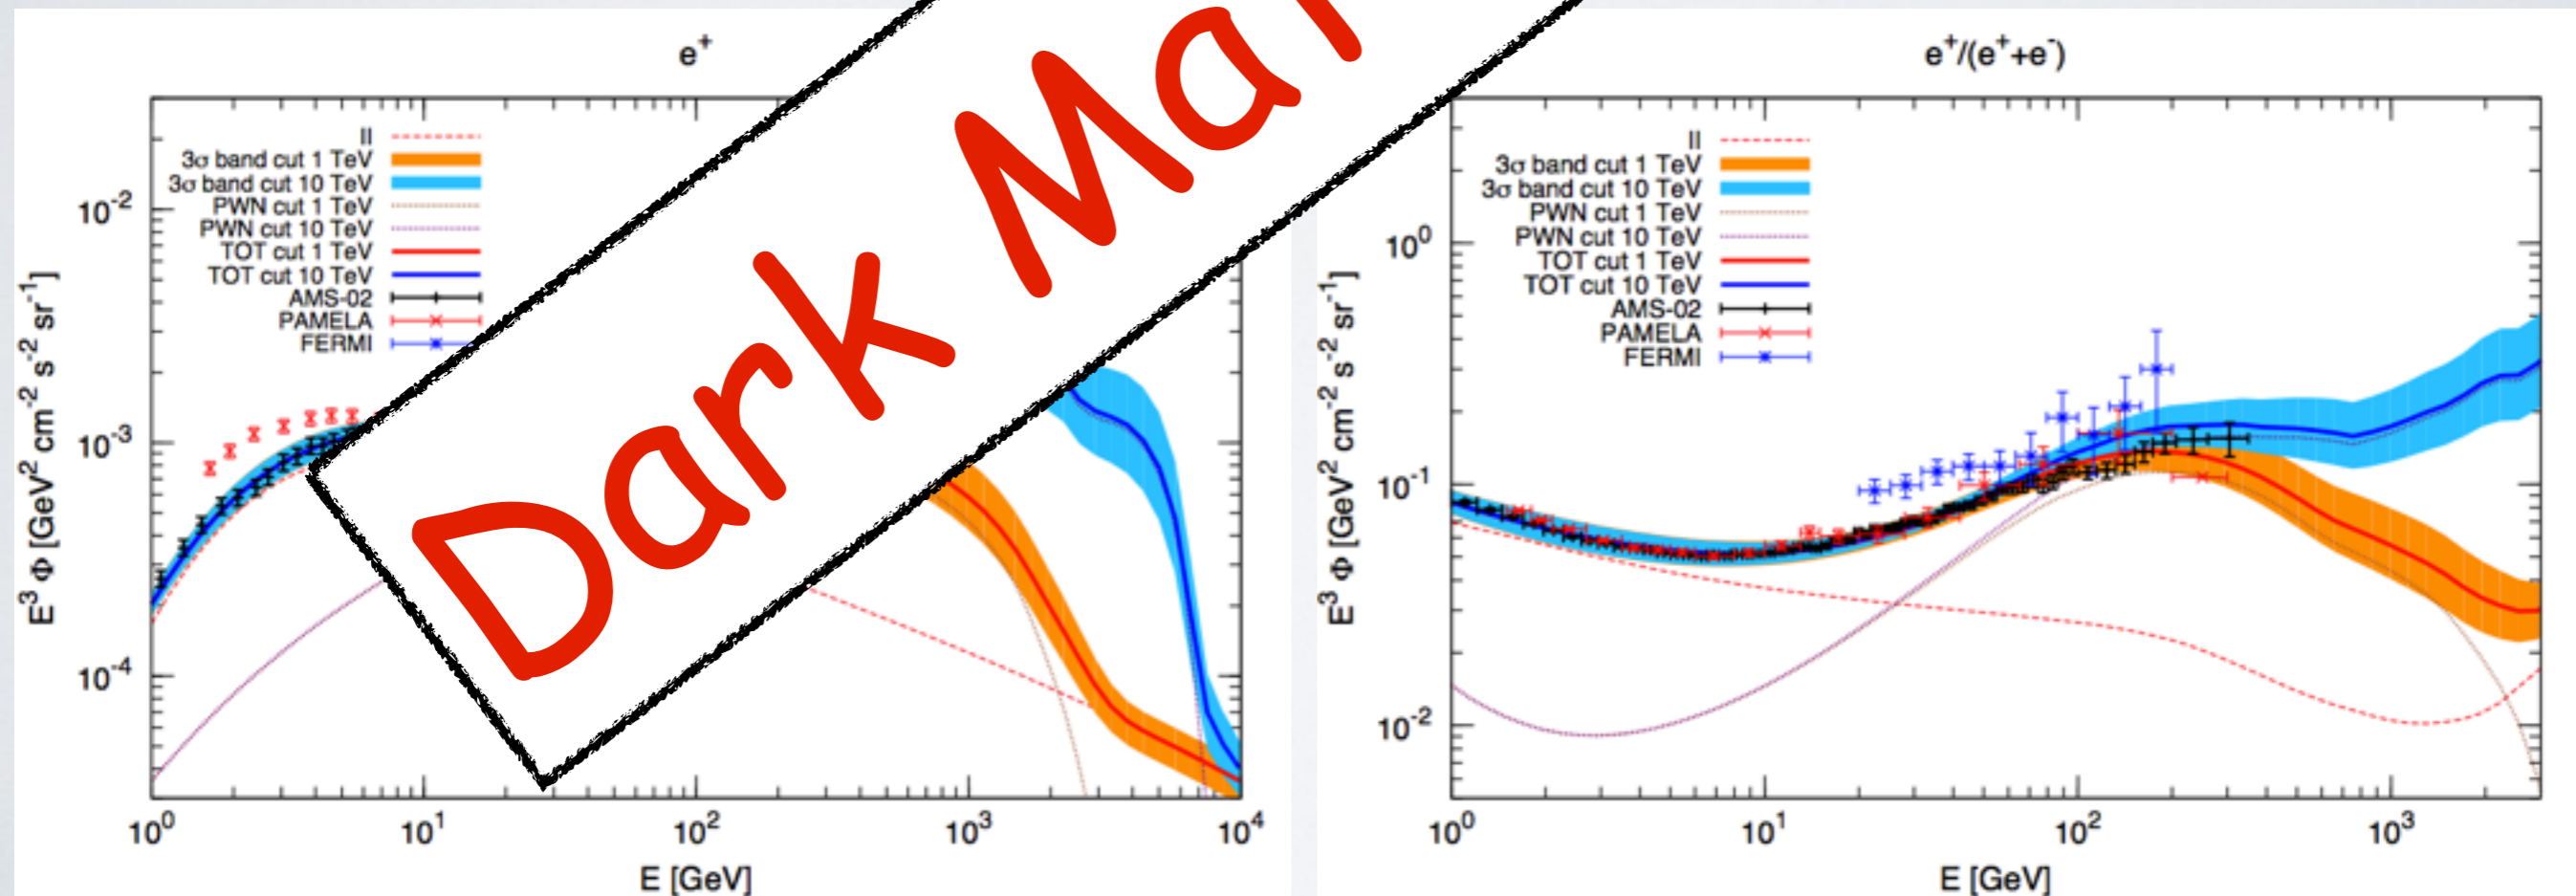 e⁺
II
3σ band cut 1 TeV
3σ band cut 10 TeV
PWN cut 1 TeV
PWN cut 10 TeV
TOT cut 1 TeV
TOT cut 10 TeV
AMS-02
PAMELA
FERMI
10⁻²
10⁻³
10⁻⁴
E³ Φ [GeV² cm⁻² s⁻² sr⁻¹]
10⁰ 10¹ 10² 10³ 10⁴
E [GeV]
Dark Ma
e⁺/(e⁺+e⁻)
II
3σ band cut 1 TeV
3σ band cut 10 TeV
PWN cut 1 TeV
PWN cut 10 TeV
TOT cut 1 TeV
TOT cut 10 TeV
AMS-02
PAMELA
FERMI
10⁰
10⁻¹
10⁻²
E³ Φ [GeV² cm⁻² s⁻² sr⁻¹]
10⁰ 10¹ 10² 10³
E [GeV]